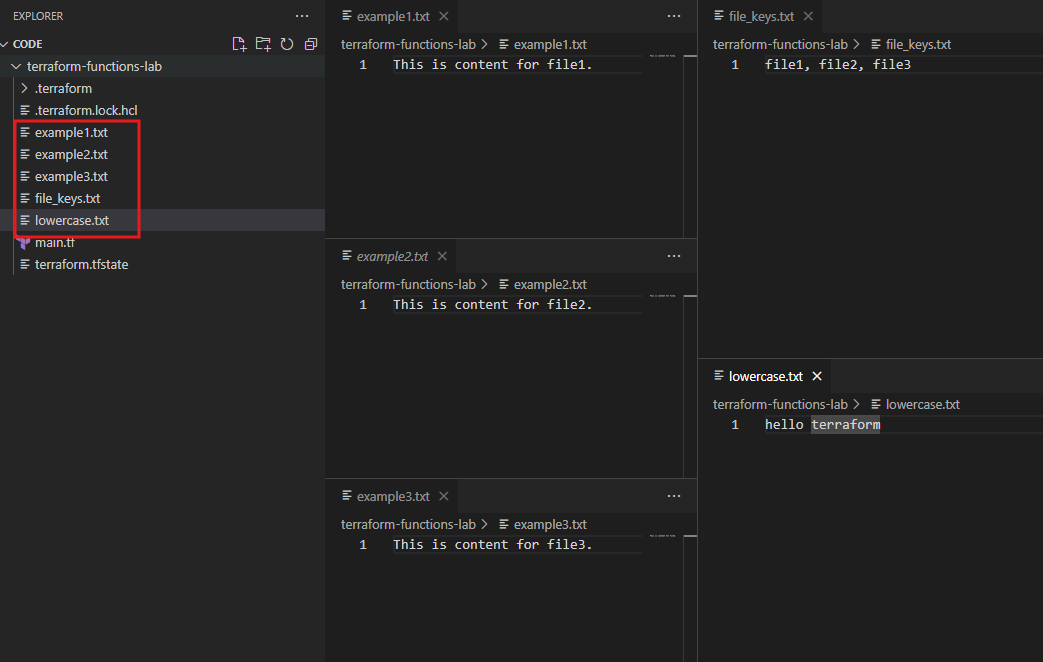 EXPLORER
CODE
terraform-functions-lab
.terraform
.terraform.lock.hcl
example1.txt
example2.txt
example3.txt
file_keys.txt
lowercase.txt
main.tf
terraform.tfstate
example1.txt
terraform-functions-lab > example1.txt
1 This is content for file1.
example2.txt
terraform-functions-lab > example2.txt
1 This is content for file2.
example3.txt
terraform-functions-lab > example3.txt
1 This is content for file3.
file_keys.txt
terraform-functions-lab > file_keys.txt
1 file1, file2, file3
lowercase.txt
terraform-functions-lab > lowercase.txt
1 hello terraform